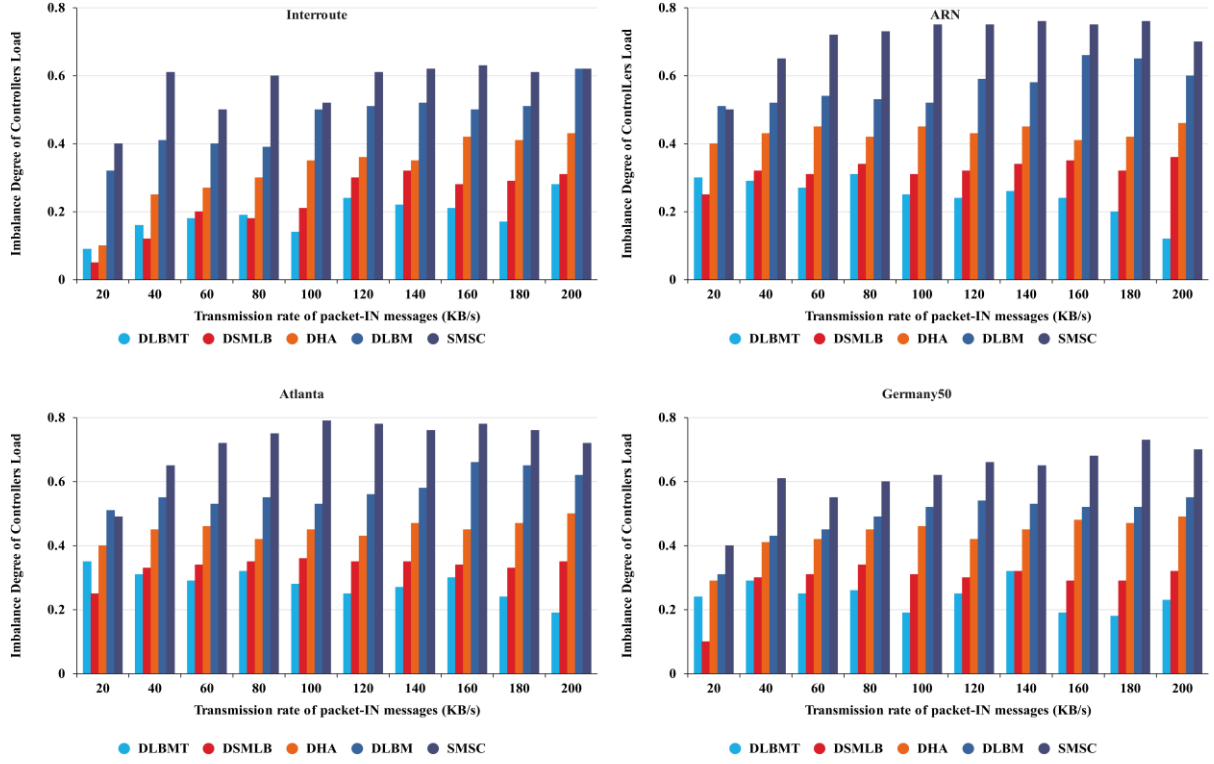 Interroute
Imbalance Degree of Controllers Load
0.8
0.6
0.4
0.2
0
20 40 60 80 100 120 140 160 180 200
Transmission rate of packet-IN messages (KB/s)
DLBMT DSMLB DHA DLBM SMSC
ARN
Imbalance Degree of ControlLers Load
0.8
0.6
0.4
0.2
0
20 40 60 80 100 120 140 160 180 200
Transmission rate of packet-IN messages (KB/s)
DLBMT DSMLB DHA DLBM SMSC
Atlanta
Imbalance Degree of Controllers Load
0.8
0.6
0.4
0.2
0
20 40 60 80 100 120 140 160 180 200
Transmission rate of packet-IN messages (KB/s)
DLBMT DSMLB DHA DLBM SMSC
Germany50
Imbalance Degree of Controllers Load
0.8
0.6
0.4
0.2
0
20 40 60 80 100 120 140 160 180 200
Transmission rate of packet-IN messages (KB/s)
DLBMT DSMLB DHA DLBM SMSC